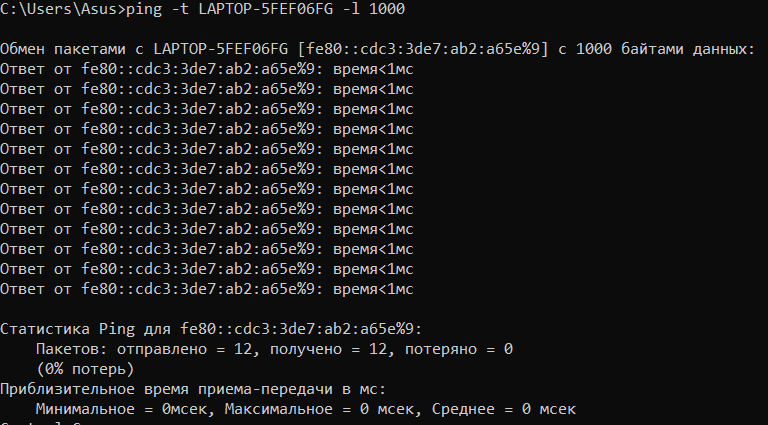 C:\Users\Asus>ping -t LAPTOP-5FEF06FG -l 1000
Обмен пакетами с LAPTOP-5FEF06FG [fe80::cdc3:3de7:ab2:a65e%9] с 1000 байтами данных:
Ответ от fe80::cdc3:3de7:ab2:a65e%9: время<1мс
Ответ от fe80::cdc3:3de7:ab2:a65e%9: время<1мс
Ответ от fe80::cdc3:3de7:ab2:a65e%9: время<1мс
Ответ от fe80::cdc3:3de7:ab2:a65e%9: время<1мс
Ответ от fe80::cdc3:3de7:ab2:a65e%9: время<1мс
Ответ от fe80::cdc3:3de7:ab2:a65e%9: время<1мс
Ответ от fe80::cdc3:3de7:ab2:a65e%9: время<1мс
Ответ от fe80::cdc3:3de7:ab2:a65e%9: время<1мс
Ответ от fe80::cdc3:3de7:ab2:a65e%9: время<1мс
Ответ от fe80::cdc3:3de7:ab2:a65e%9: время<1мс
Ответ от fe80::cdc3:3de7:ab2:a65e%9: время<1мс
Ответ от fe80::cdc3:3de7:ab2:a65e%9: время<1мс
Статистика Ping для fe80::cdc3:3de7:ab2:a65e%9:
Пакетов: отправлено = 12, получено = 12, потеряно = 0
(0% потерь)
Приблизительное время приема-передачи в мс:
Минимальное = 0мсек, Максимальное = 0 мсек, Среднее = 0 мсек